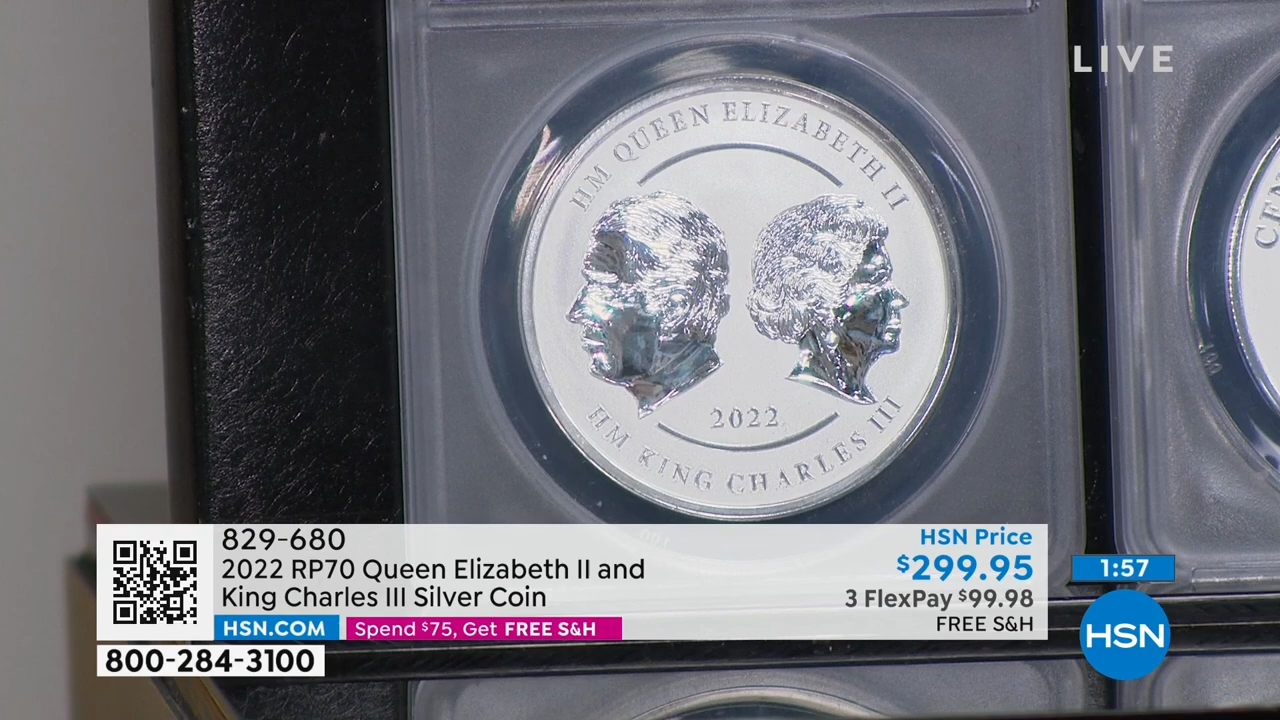 LIVE
HM QUEEN ELIZABETH II
2022
HM KING CHARLES III
CEN
829-680
2022 RP70 Queen Elizabeth II and
King Charles III Silver Coin
HSN.COM
Spend $75, Get FREE S&H
800-284-3100
HSN Price
$299.95
3 FlexPay $99.98
FREE S&H
1:57
HSN